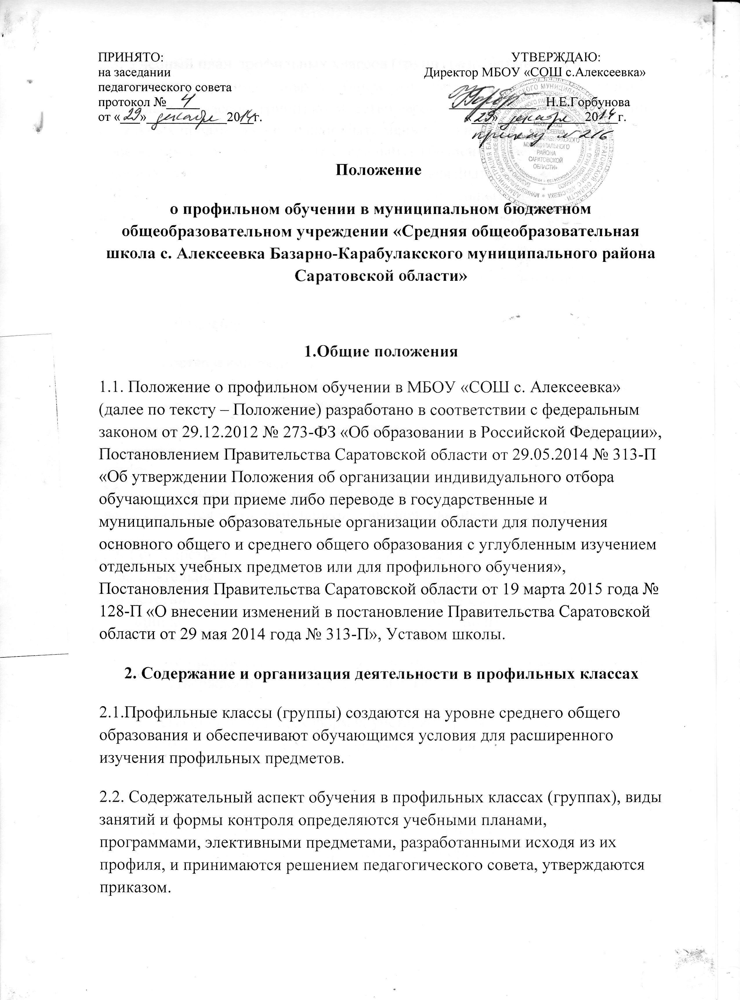 ПРИНЯТО:
на заседании
педагогического совета
протокол № 4
от «29» декабря 2014г.
УТВЕРЖДАЮ:
Директор МБОУ «СОШ с.Алексеевка»
Н.Е.Горбунова
«29» декабря 2014 г.
приказ №216
МБОУ «СОШ
с. АЛЕКСЕЕВКА
БАЗАРНО-КАРАБУЛАКСКОГО
МУНИЦИПАЛЬНОГО
РАЙОНА
САРАТОВСКОЙ
ОБЛАСТИ»
Положение
о профильном обучении в муниципальном бюджетном
общеобразовательном учреждении «Средняя общеобразовательная
школа с. Алексеевка Базарно-Карабулакского муниципального района
Саратовской области»
1.Общие положения
1.1. Положение о профильном обучении в МБОУ «СОШ с. Алексеевка»
(далее по тексту – Положение) разработано в соответствии с федеральным
законом от 29.12.2012 № 273-ФЗ «Об образовании в Российской Федерации»,
Постановлением Правительства Саратовской области от 29.05.2014 № 313-П
«Об утверждении Положения об организации индивидуального отбора
обучающихся при приеме либо переводе в государственные и
муниципальные образовательные организации области для получения
основного общего и среднего общего образования с углубленным изучением
отдельных учебных предметов или для профильного обучения»,
Постановления Правительства Саратовской области от 19 марта 2015 года №
128-П «О внесении изменений в постановление Правительства Саратовской
области от 29 мая 2014 года № 313-П», Уставом школы.
2. Содержание и организация деятельности в профильных классах
2.1.Профильные классы (группы) создаются на уровне среднего общего
образования и обеспечивают обучающимся условия для расширенного
изучения профильных предметов.
2.2. Содержательный аспект обучения в профильных классах (группах), виды
занятий и формы контроля определяются учебными планами,
программами, элективными предметами, разработанными исходя из их
профиля, и принимаются решением педагогического совета, утверждаются
приказом.